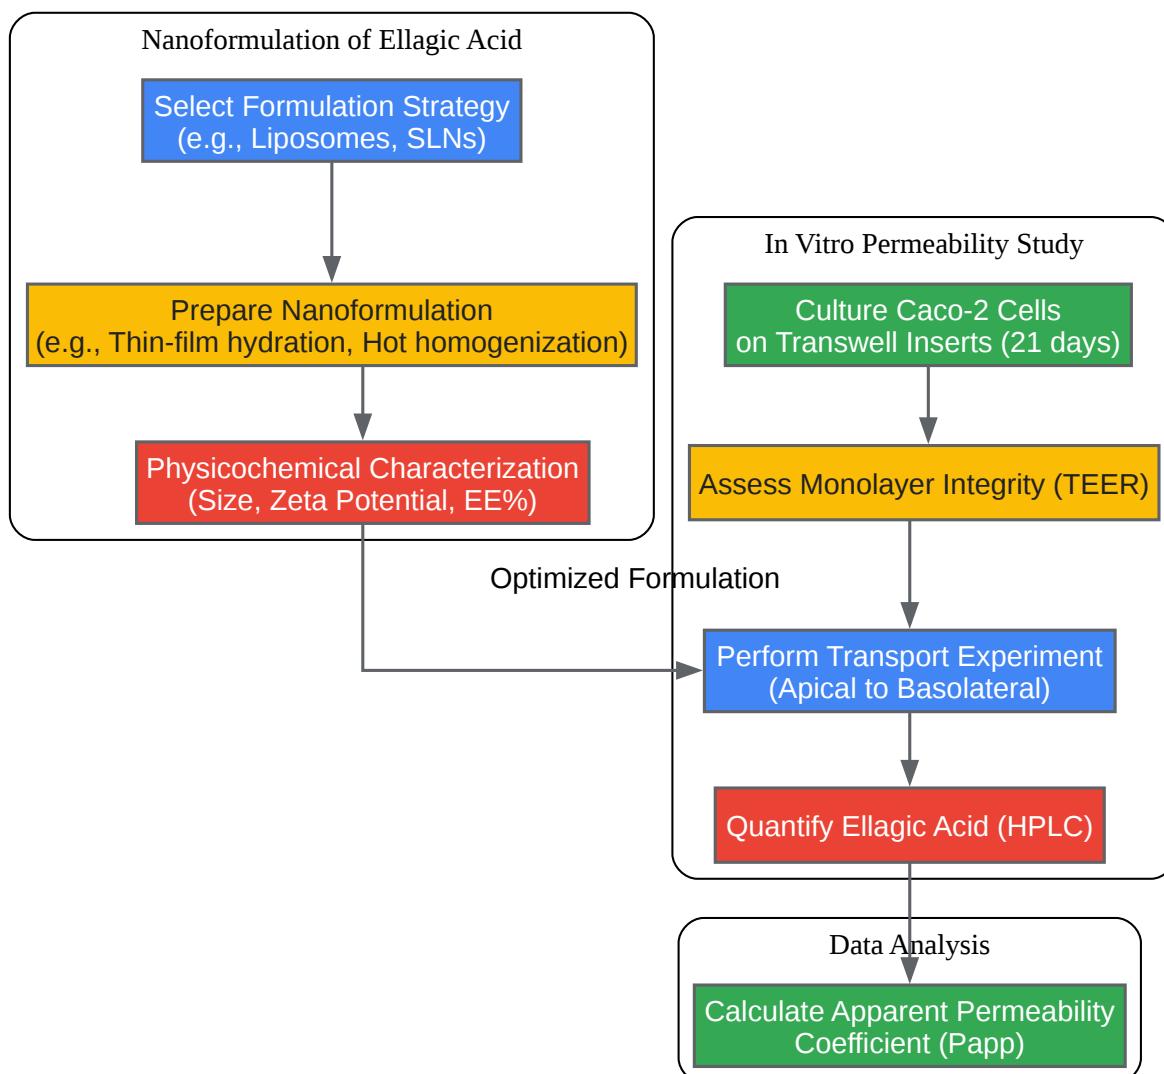 Nanoformulation of Ellagic Acid
Select Formulation Strategy
(e.g., Liposomes, SLNs)
Prepare Nanoformulation
(e.g., Thin-film hydration, Hot homogenization)
Physicochemical Characterization
(Size, Zeta Potential, EE%)
Optimized Formulation
In Vitro Permeability Study
Culture Caco-2 Cells
on Transwell Inserts (21 days)
Assess Monolayer Integrity (TEER)
Perform Transport Experiment
(Apical to Basolateral)
Quantify Ellagic Acid (HPLC)
Data Analysis
Calculate Apparent Permeability
Coefficient (Papp)